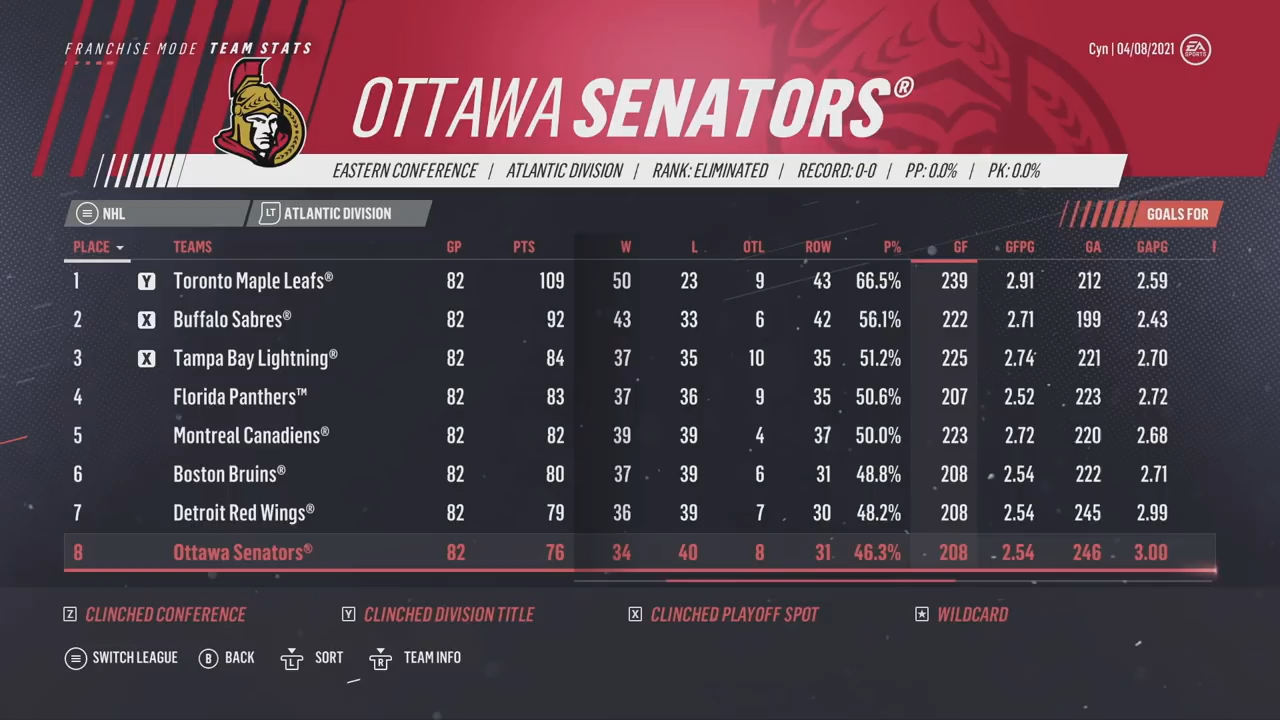 FRANCHISE MODE TEAM STATS
Cyn | 04/08/2021 EA SPORTS
OTTAWA SENATORS®
EASTERN CONFERENCE / ATLANTIC DIVISION / RANK: ELIMINATED / RECORD: 0-0 / PP: 0.0% / PK: 0.0%
NHL LT ATLANTIC DIVISION GOALS FOR
PLACE TEAMS GP PTS W L OTL ROW P% GF GFPG GA GAPG
1 Y Toronto Maple Leafs® 82 109 50 23 9 43 66.5% 239 2.91 212 2.59
2 X Buffalo Sabres® 82 92 43 33 6 42 56.1% 222 2.71 199 2.43
3 X Tampa Bay Lightning® 82 84 37 35 10 35 51.2% 225 2.74 221 2.70
4 Florida Panthers™ 82 83 37 36 9 35 50.6% 207 2.52 223 2.72
5 Montreal Canadiens® 82 82 39 39 4 37 50.0% 223 2.72 220 2.68
6 Boston Bruins® 82 80 37 39 6 31 48.8% 208 2.54 222 2.71
7 Detroit Red Wings® 82 79 36 39 7 30 48.2% 208 2.54 245 2.99
8 Ottawa Senators® 82 76 34 40 8 31 46.3% 208 2.54 246 3.00
Z CLINCHED CONFERENCE Y CLINCHED DIVISION TITLE X CLINCHED PLAYOFF SPOT ★ WILDCARD
SWITCH LEAGUE B BACK L SORT R TEAM INFO